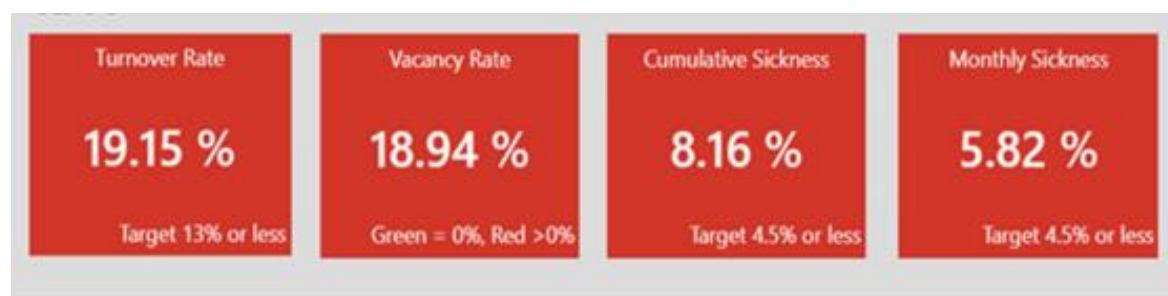 Turnover Rate
19.15 %
Target 13% or less
Vacancy Rate
18.94 %
Green = 0%, Red >0%
Cumulative Sickness
8.16 %
Target 4.5% or less
Monthly Sickness
5.82 %
Target 4.5% or less